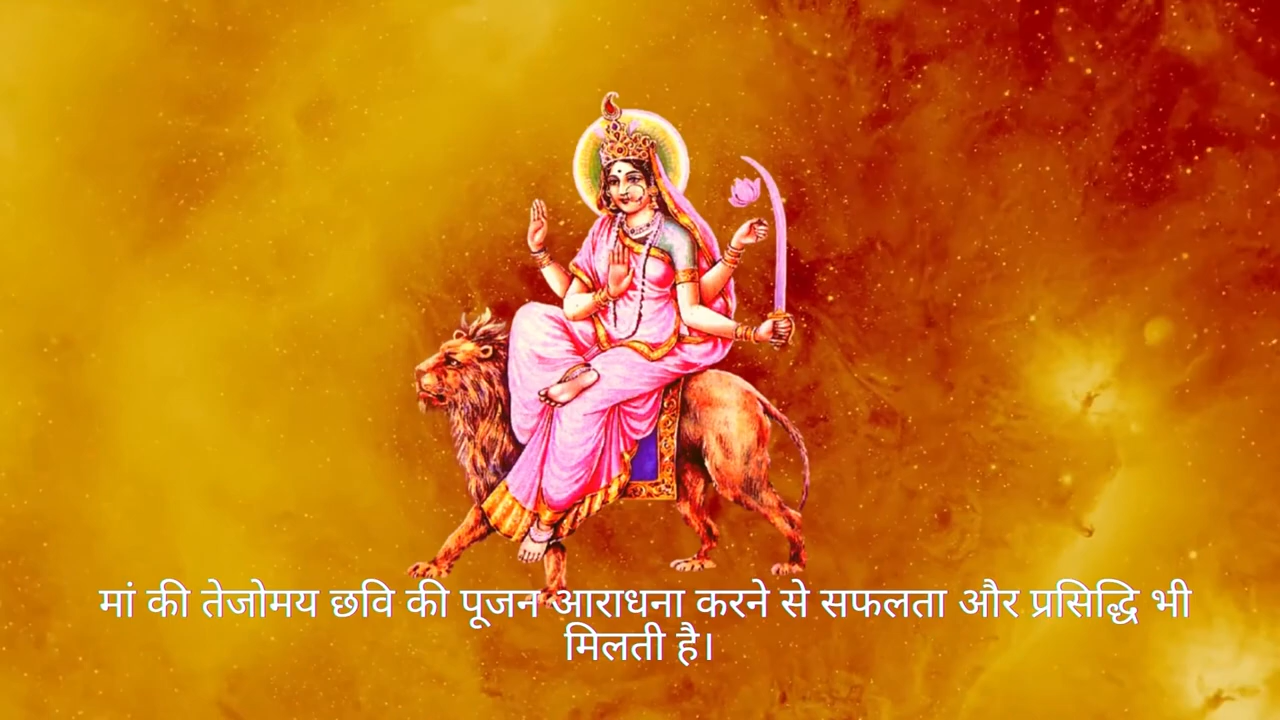 मां की तेजोमय छवि की पूजन आराधना करने से सफलता और प्रसिद्धि भी
मिलती है।